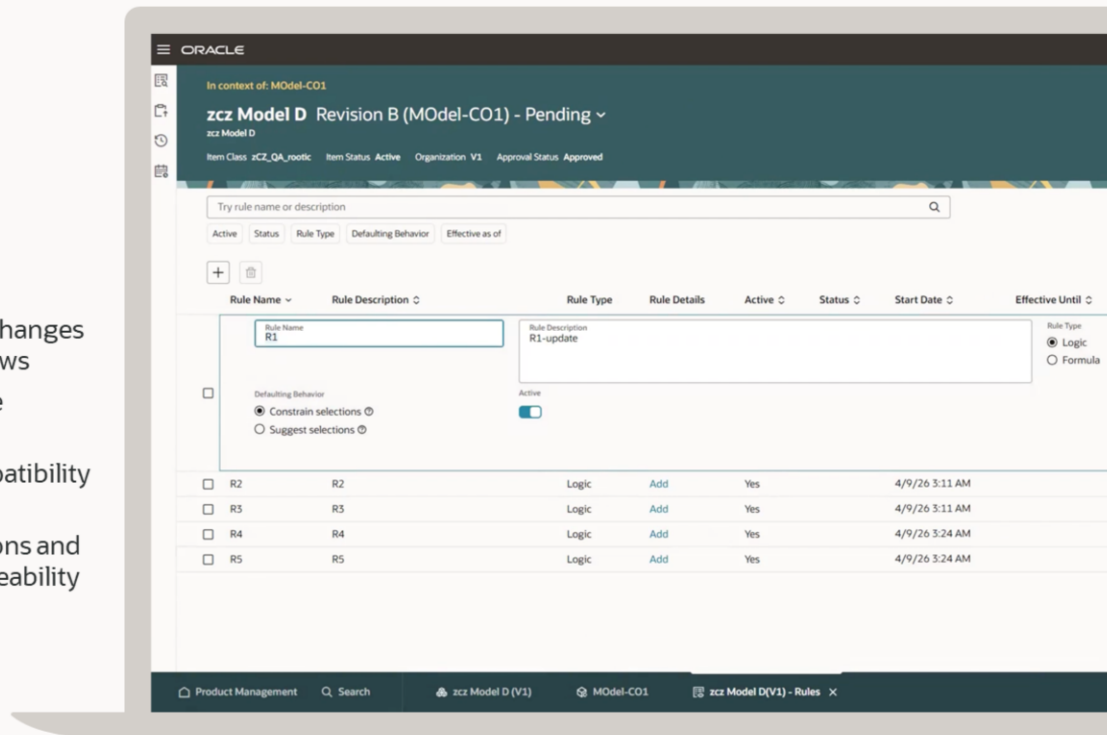 hanges
ws
e
patibility
ons and
eability
ORACLE
In context of: MOdel-CO1
zcz Model D Revision B (MOdel-CO1) - Pending
zcz Model D
Item Class zCZ_QA_rootic Item Status Active Organization V1 Approval Status Approved
Try rule name or description
Active Status Rule Type Defaulting Behavior Effective as of
Rule Name Rule Description Rule Type Rule Details Active Status Start Date Effective Until
Rule Name
R1
Rule Description
R1-update
Rule Type
Logic
Formula
Defaulting Behavior
Constrain selections
Suggest selections
Active
R2 R2 Logic Add Yes 4/9/26 3:11 AM
R3 R3 Logic Add Yes 4/9/26 3:11 AM
R4 R4 Logic Add Yes 4/9/26 3:24 AM
R5 R5 Logic Add Yes 4/9/26 3:24 AM
Product Management Search zcz Model D (V1) MOdel-CO1 zcz Model D(V1) - Rules